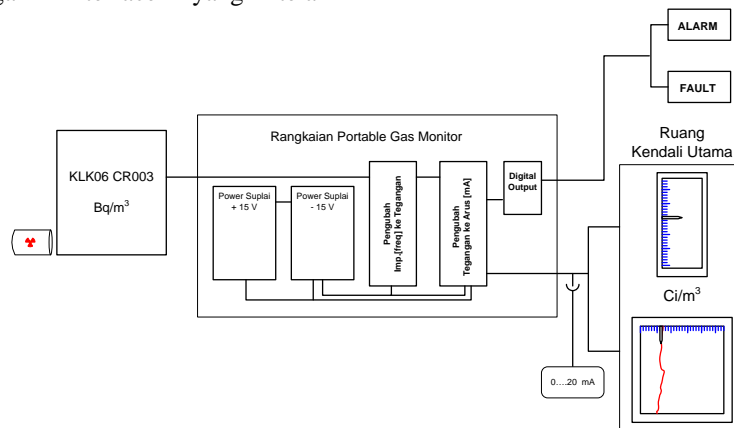 ALARM
FAULT
Ruang
Kendali Utama
Rangkaian Portable Gas Monitor
KLK06 CR003
Bq/m³
Power Suplai
+ 15 V
Power Suplai
- 15 V
Pengubah
Imp.[freq] ke Tegangan
Pengubah
Tegangan ke Arus [mA]
Digital
Output
Ci/m³
0....20 mA